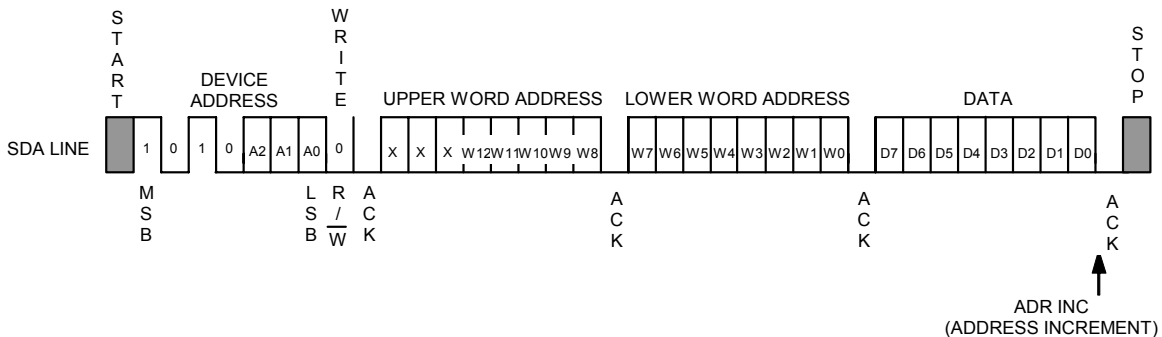 START
WRITE
STOP
DEVICE
ADDRESS
UPPER WORD ADDRESS
LOWER WORD ADDRESS
DATA
SDA LINE
1 0 1 0 A2 A1 A0 0 X X X W12 W11 W10 W9 W8 W7 W6 W5 W4 W3 W2 W1 W0 D7 D6 D5 D4 D3 D2 D1 D0
MSB
LSB
R/W̅
ACK
ACK
ACK
ACK
ADR INC
(ADDRESS INCREMENT)